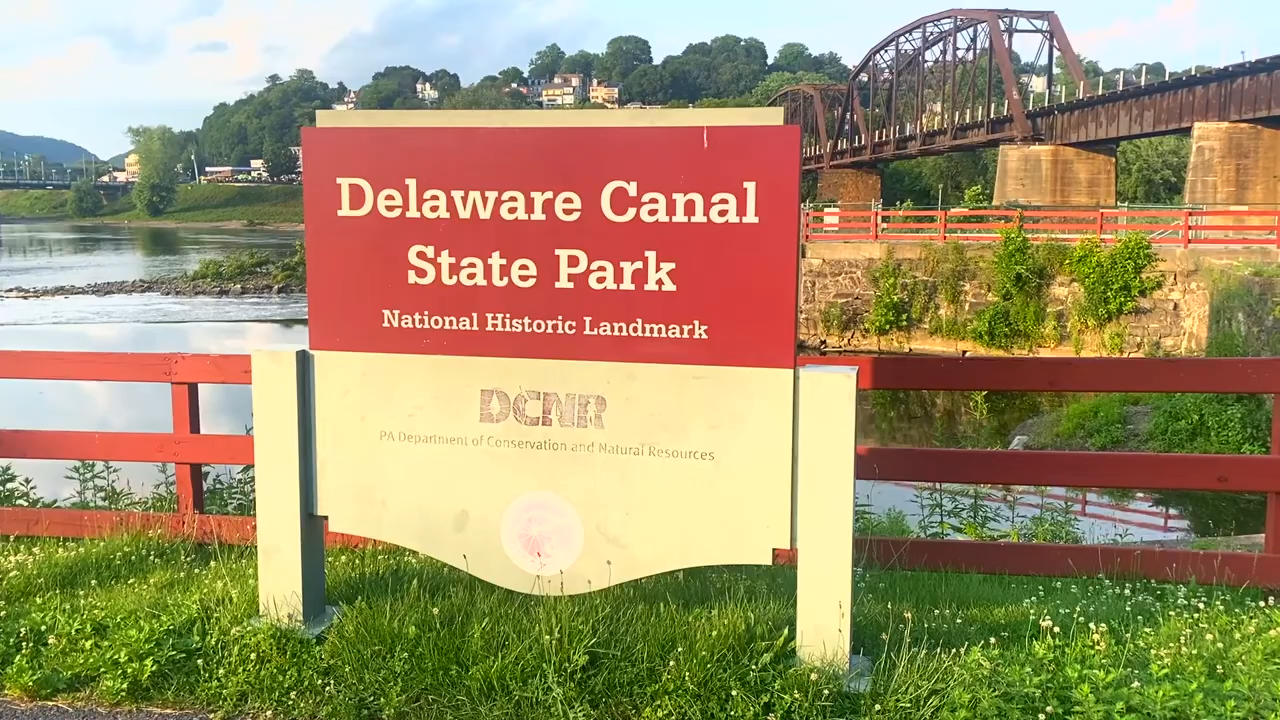 Delaware Canal
State Park
National Historic Landmark
DCNR
PA Department of Conservation and Natural Resources